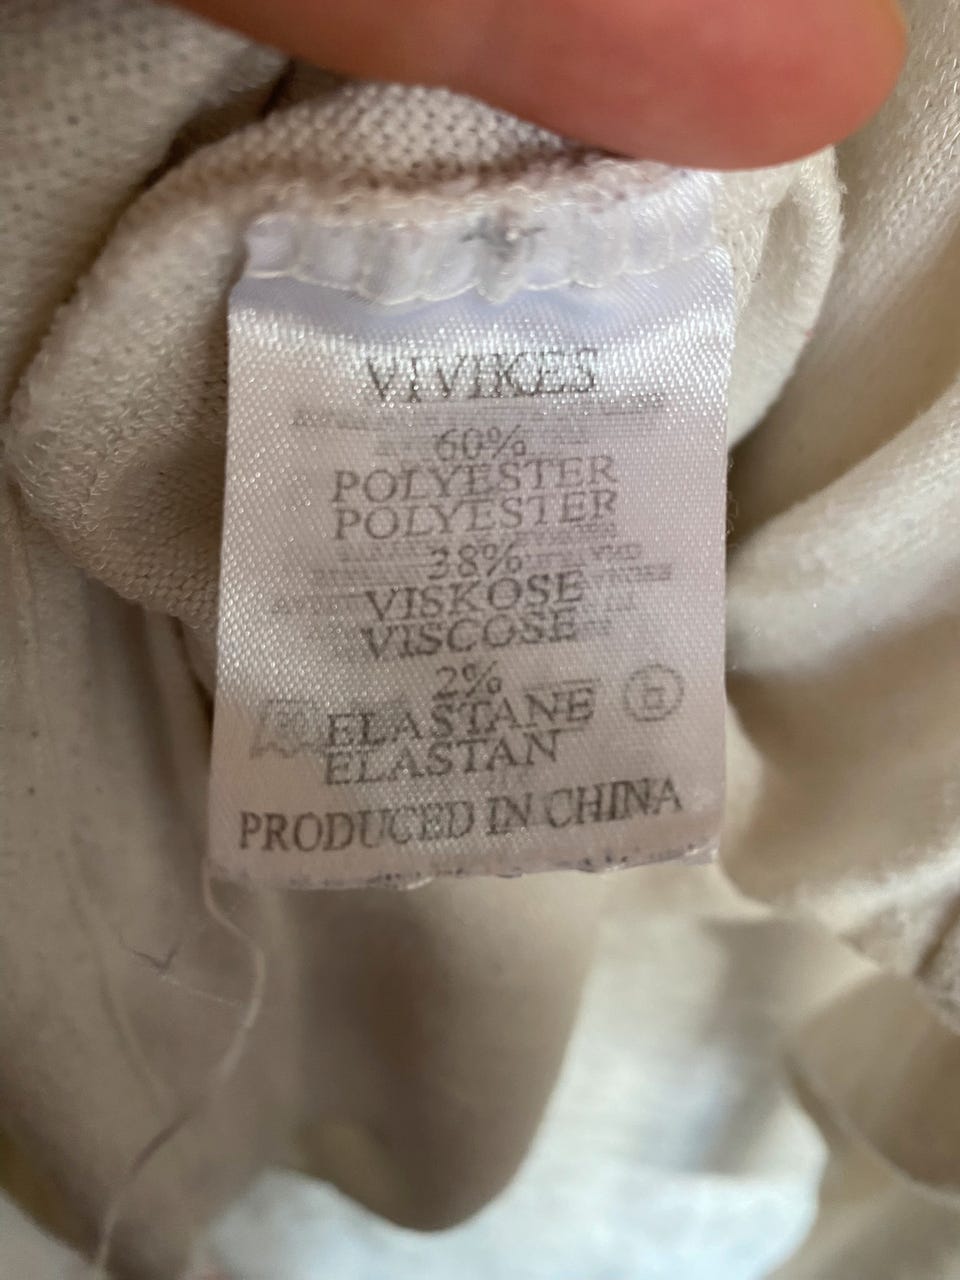 VIVIKES
60%
POLYESTER
POLYESTER
38%
VISKOSE
VISCOSE
2%
ELASTANE
ELASTAN
PRODUCED IN CHINA